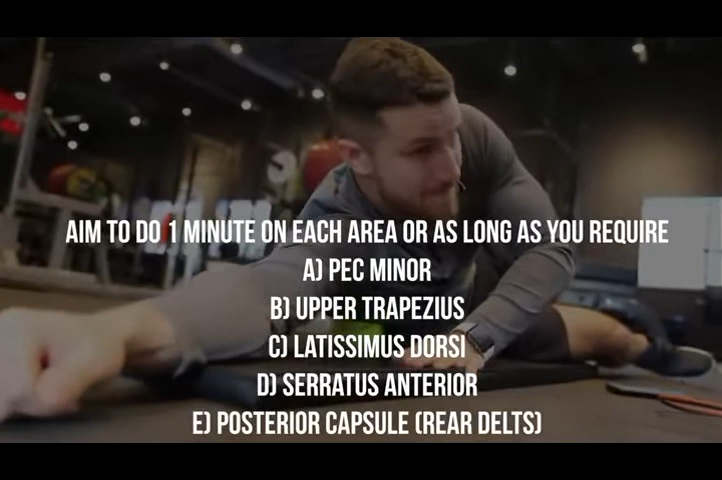 AIM TO DO 1 MINUTE ON EACH AREA OR AS LONG AS YOU REQUIRE
A) PEC MINOR
B) UPPER TRAPEZIUS
C) LATISSIMUS DORSI
D) SERRATUS ANTERIOR
E) POSTERIOR CAPSULE (REAR DELTS)